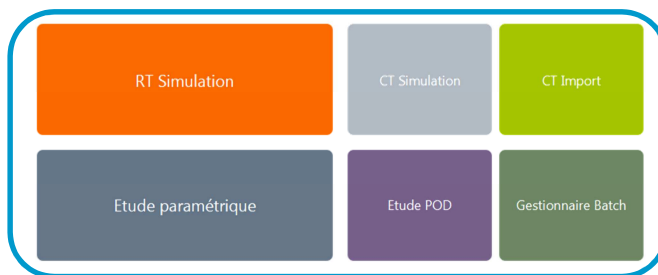 RT Simulation
CT Simulation
CT Import
Etude paramétrique
Etude POD
Gestionnaire Batch